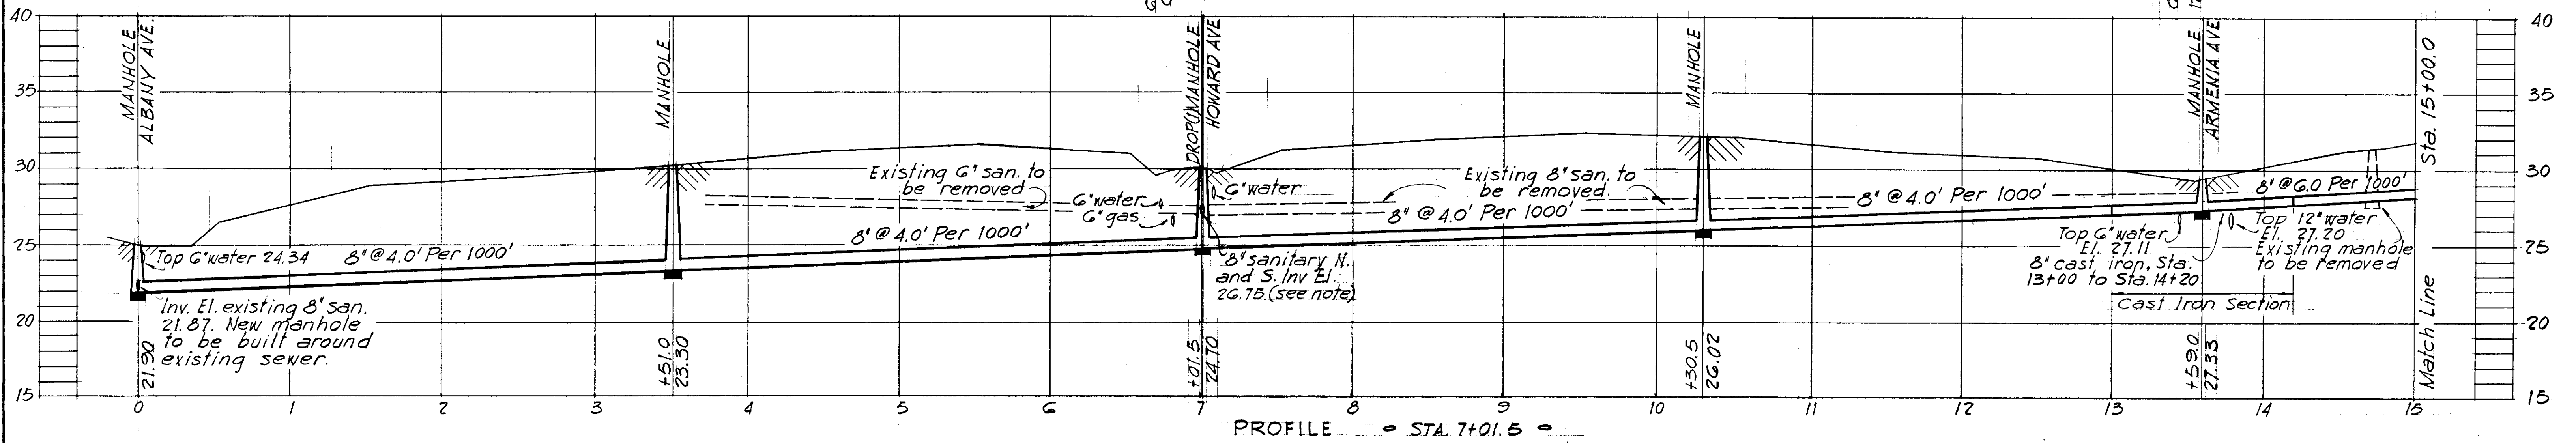 40
35
30
25
20
15
MANHOLE
ALBANY AVE.
Top 6" water 24.34
8" @ 4.0' Per 1000'
Inv. El. existing 8" san.
21.87. New manhole
to be built around
existing sewer.
21.90
MANHOLE
+51.0
23.30
8" @ 4.0' Per 1000'
Existing 6" san. to
be removed
6" water
6" gas
DROP MANHOLE
HOWARD AVE
6" water
8" sanitary N.
and S. Inv El.
26.75. (see note)
+01.5
24.70
Existing 8" san. to
be removed.
8" @ 4.0' Per 1000'
MANHOLE
+30.5
26.02
8" @ 4.0' Per 1000'
MANHOLE
ARMENIA AVE
8" @ 6.0 Per 1000'
Top 6" water
El. 27.11
8" cast iron, Sta.
13+00 to Sta. 14+20
Top 12" water
El. 27.20
Existing manhole
to be removed
Cast Iron Section
+59.0
27.33
Sta. 15+00.0
Match Line
40
35
30
25
20
15
0 1 2 3 4 5 6 7 8 9 10 11 12 13 14 15
PROFILE STA. 7+01.5